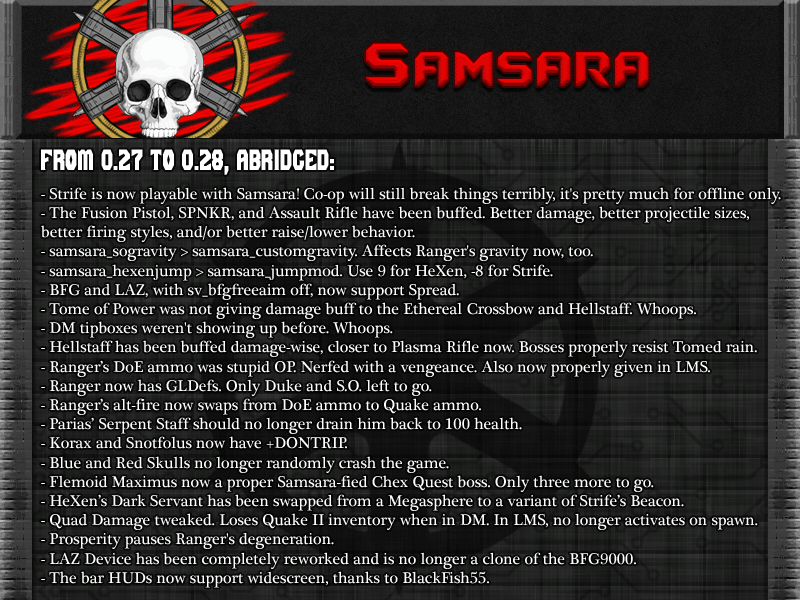 SAMSARA
FROM 0.27 TO 0.28, ABRIDGED:
- Strife is now playable with Samsara! Co-op will still break things terribly, it's pretty much for offline only.
- The Fusion Pistol, SPNKR, and Assault Rifle have been buffed. Better damage, better projectile sizes,
better firing styles, and/or better raise/lower behavior.
- samsara_sogravity > samsara_customgravity. Affects Ranger's gravity now, too.
- samsara_hexenjump > samsara_jumpmod. Use 9 for HeXen, -8 for Strife.
- BFG and LAZ, with sv_bfgfreeaim off, now support Spread.
- Tome of Power was not giving damage buff to the Ethereal Crossbow and Hellstaff. Whoops.
- DM tipboxes weren't showing up before. Whoops.
- Hellstaff has been buffed damage-wise, closer to Plasma Rifle now. Bosses properly resist Tomed rain.
- Ranger's DoE ammo was stupid OP. Nerfed with a vengeance. Also now properly given in LMS.
- Ranger now has GLDefs. Only Duke and S.O. left to go.
- Ranger's alt-fire now swaps from DoE ammo to Quake ammo.
- Parias' Serpent Staff should no longer drain him back to 100 health.
- Korax and Snotfolus now have +DONTRIP.
- Blue and Red Skulls no longer randomly crash the game.
- Flemoid Maximus now a proper Samsara-fied Chex Quest boss. Only three more to go.
- HeXen's Dark Servant has been swapped from a Megasphere to a variant of Strife's Beacon.
- Quad Damage tweaked. Loses Quake II inventory when in DM. In LMS, no longer activates on spawn.
- Prosperity pauses Ranger's degeneration.
- LAZ Device has been completely reworked and is no longer a clone of the BFG9000.
- The bar HUDs now support widescreen, thanks to BlackFish55.